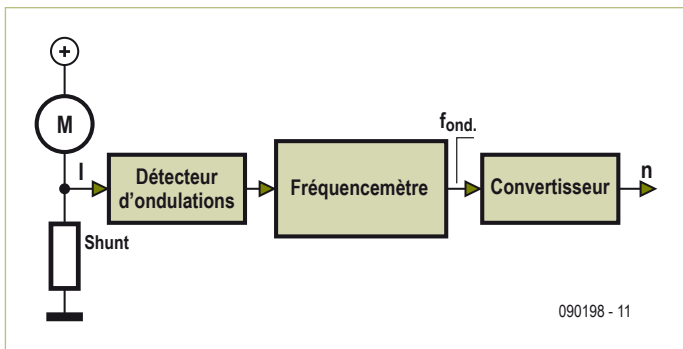 +
M
I
Détecteur
d'ondulations
Fréquencemètre
fond.
Convertisseur
n
Shunt
090198 - 11